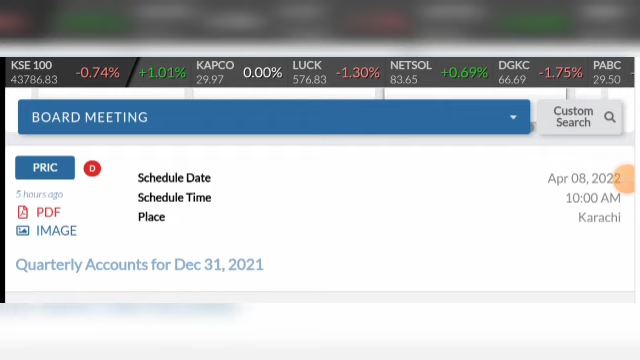 KSE 100 -0.74% +1.01% KAPCO 0.00% LUCK -1.30% NETSOL +0.69% DGKC -1.75% PABC
43786.83 29.97 576.83 83.65 66.69 29.50
BOARD MEETING
Custom
Search
PRIC D
Schedule Date Apr 08, 2022
5 hours ago
Schedule Time 10:00 AM
PDF
Place Karachi
IMAGE
Quarterly Accounts for Dec 31, 2021